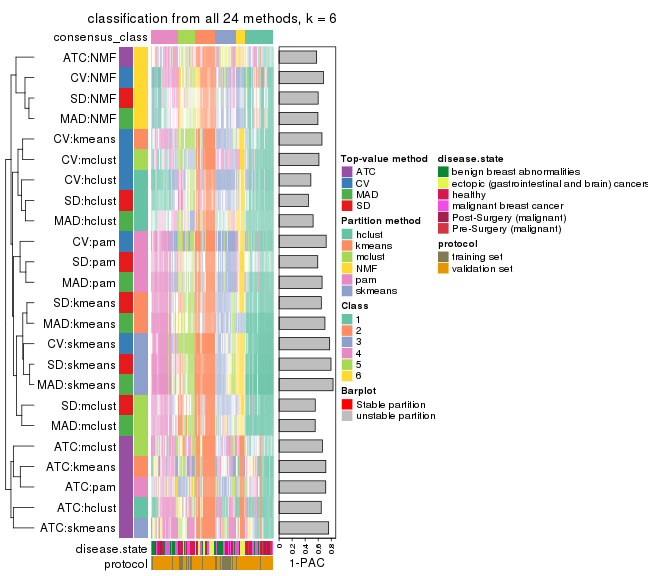 classification from all 24 methods, k = 6
consensus_class
ATC:NMF
CV:NMF
SD:NMF
MAD:NMF
CV:kmeans
CV:mclust
CV:hclust
SD:hclust
MAD:hclust
CV:pam
SD:pam
MAD:pam
SD:kmeans
MAD:kmeans
CV:skmeans
SD:skmeans
MAD:skmeans
SD:mclust
MAD:mclust
ATC:mclust
ATC:kmeans
ATC:pam
ATC:hclust
ATC:skmeans
disease.state
protocol
0 0.2 0.4 0.6 0.8
1-PAC
Top-value method
ATC
CV
MAD
SD
Partition method
hclust
kmeans
mclust
NMF
pam
skmeans
Class
1
2
3
4
5
6
Barplot
Stable partition
unstable partition
disease.state
benign breast abnormalities
ectopic (gastrointestinal and brain) cancers
healthy
malignant breast cancer
Post-Surgery (malignant)
Pre-Surgery (malignant)
protocol
training set
validation set